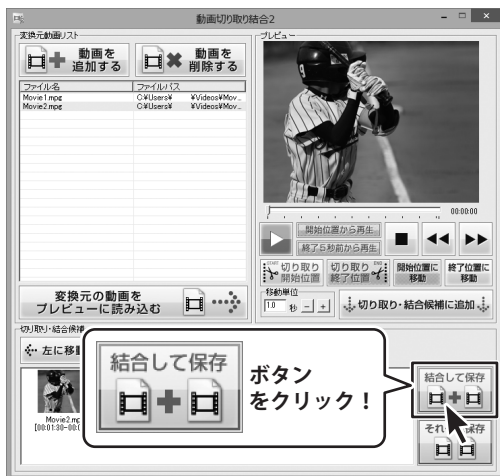 動画切り取り結合2
変換元動画リスト
動画を
追加する
動画を
削除する
ファイル名 ファイルパス
Movie1.mpg C:¥Users¥ ¥Videos¥Mov...
Movie2.mpg C:¥Users¥ ¥Videos¥Mov...
変換元の動画を
プレビューに読み込む
プレビュー
00:00:00
開始位置から再生
終了5秒前から再生
START
切り取り
開始位置
END
切り取り
終了位置
開始位置に
移動
終了位置に
移動
移動単位
1.0 秒 - +
切り取り・結合候補に追加
切り取り・結合候補
左に移
Movie2.mp
[00:01:30-00:0
結合して保存
ボタン
をクリック！
結合して保存
それ
保存